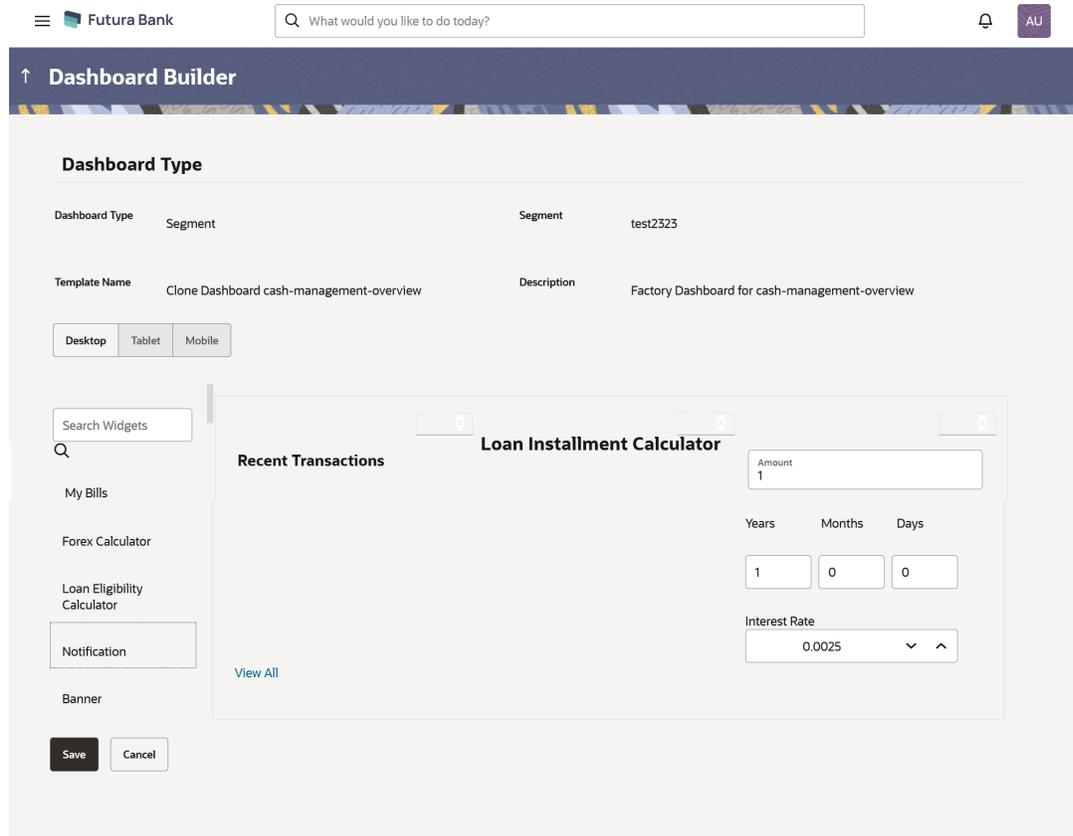 Futura Bank
What would you like to do today?
AU
Dashboard Builder
Dashboard Type
Dashboard Type
Segment
Segment
test2323
Template Name
Clone Dashboard cash-management-overview
Description
Factory Dashboard for cash-management-overview
Desktop
Tablet
Mobile
Search Widgets
My Bills
Forex Calculator
Loan Eligibility
Calculator
Notification
Banner
Recent Transactions
View All
Loan Installment Calculator
Amount
1
Years
Months
Days
1
0
0
Interest Rate
0.0025
Save
Cancel